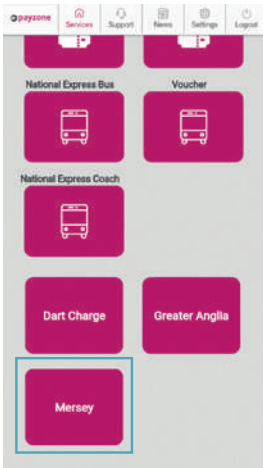 payzone Services Support News Settings Logout
National Express Bus Voucher
National Express Coach
Dart Charge Greater Anglia
Mersey